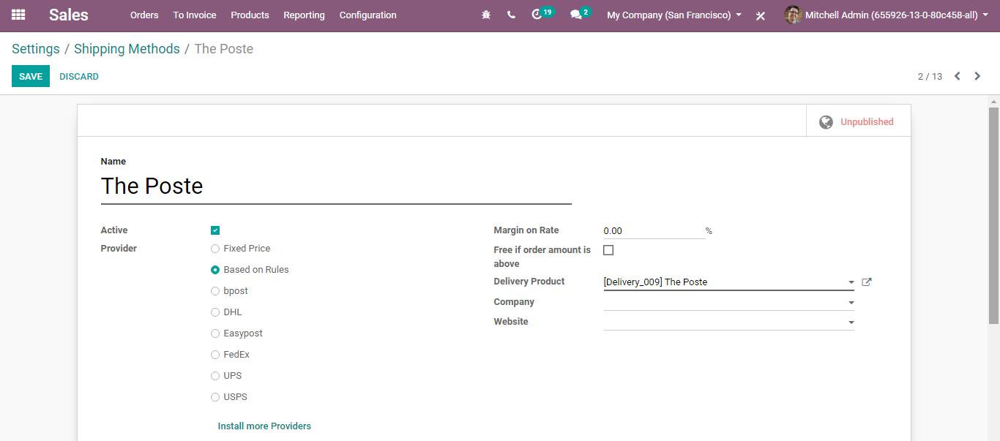 Sales Orders To Invoice Products Reporting Configuration 19 2 My Company (San Francisco) Mitchell Admin (655926-13-0-80c458-all)
Settings / Shipping Methods / The Poste
SAVE DISCARD 2 / 13
Unpublished
Name
The Poste
Active
Provider
Fixed Price
Based on Rules
bpost
DHL
Easypost
FedEx
UPS
USPS
Install more Providers
Margin on Rate 0.00 %
Free if order amount is
above
Delivery Product [Delivery_009] The Poste
Company
Website